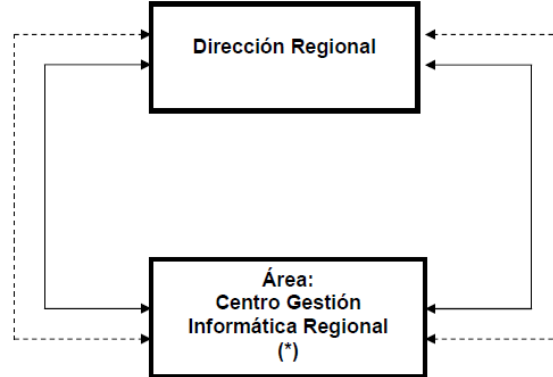 Dirección Regional
Área:
Centro Gestión
Informática Regional
(*)